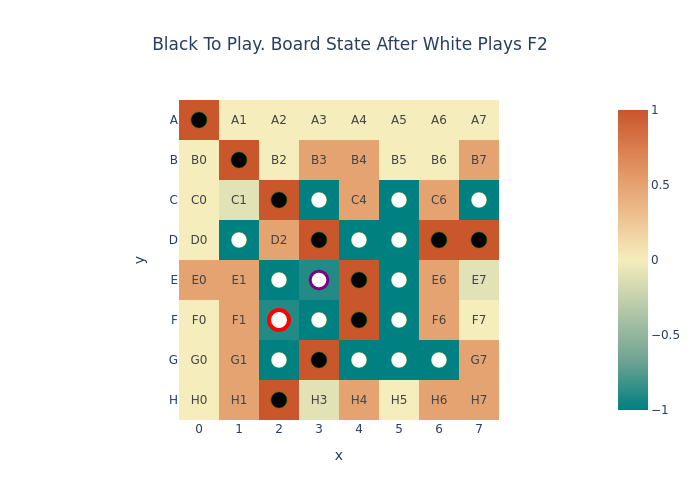 Black To Play. Board State After White Plays F2
A A1 A2 A3 A4 A5 A6 A7 1
B B0 B2 B3 B4 B5 B6 B7
C C0 C1 C4 C6 0.5
D D0 D2
y E E0 E1 E6 E7 0
F F0 F1 F6 F7 −0.5
G G0 G1 G7
H H0 H1 H3 H4 H5 H6 H7 −1
0 1 2 3 4 5 6 7
x